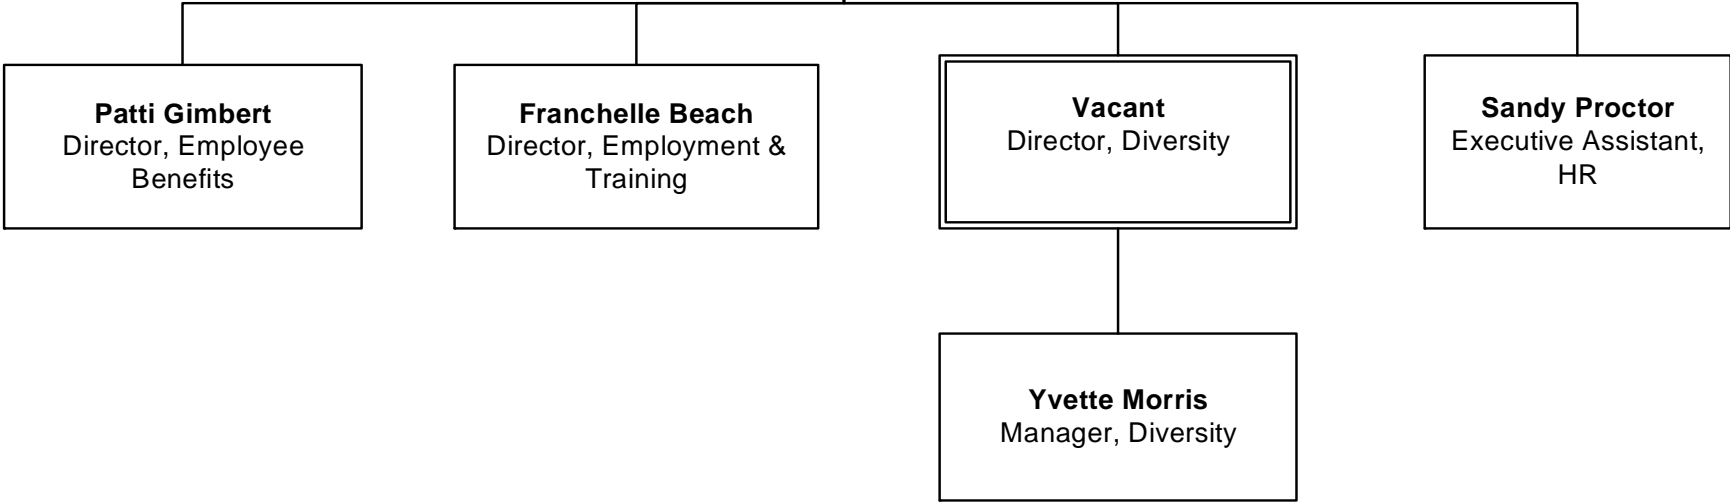 Patti Gimbert
Director, Employee
Benefits
Franchelle Beach
Director, Employment &
Training
Vacant
Director, Diversity
Sandy Proctor
Executive Assistant,
HR
Yvette Morris
Manager, Diversity